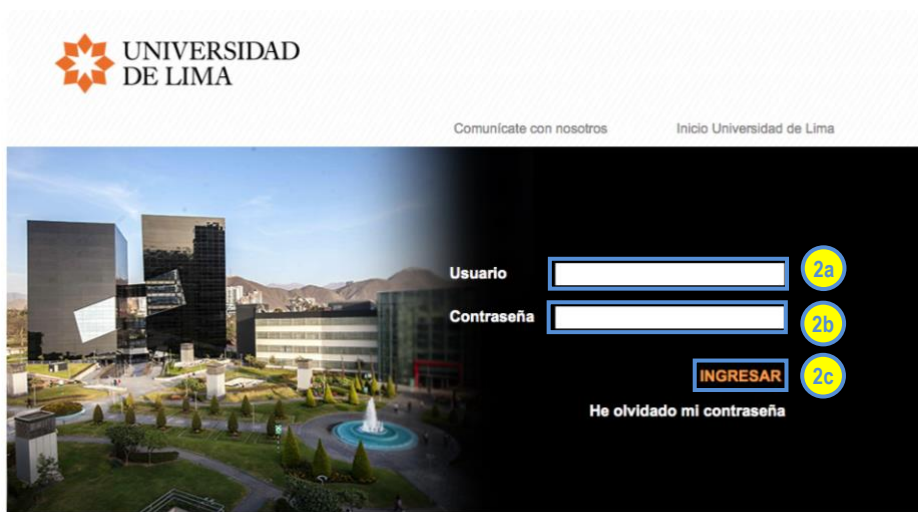 UNIVERSIDAD
DE LIMA
Comunícate con nosotros Inicio Universidad de Lima
Usuario 2a
Contraseña 2b
INGRESAR 2c
He olvidado mi contraseña